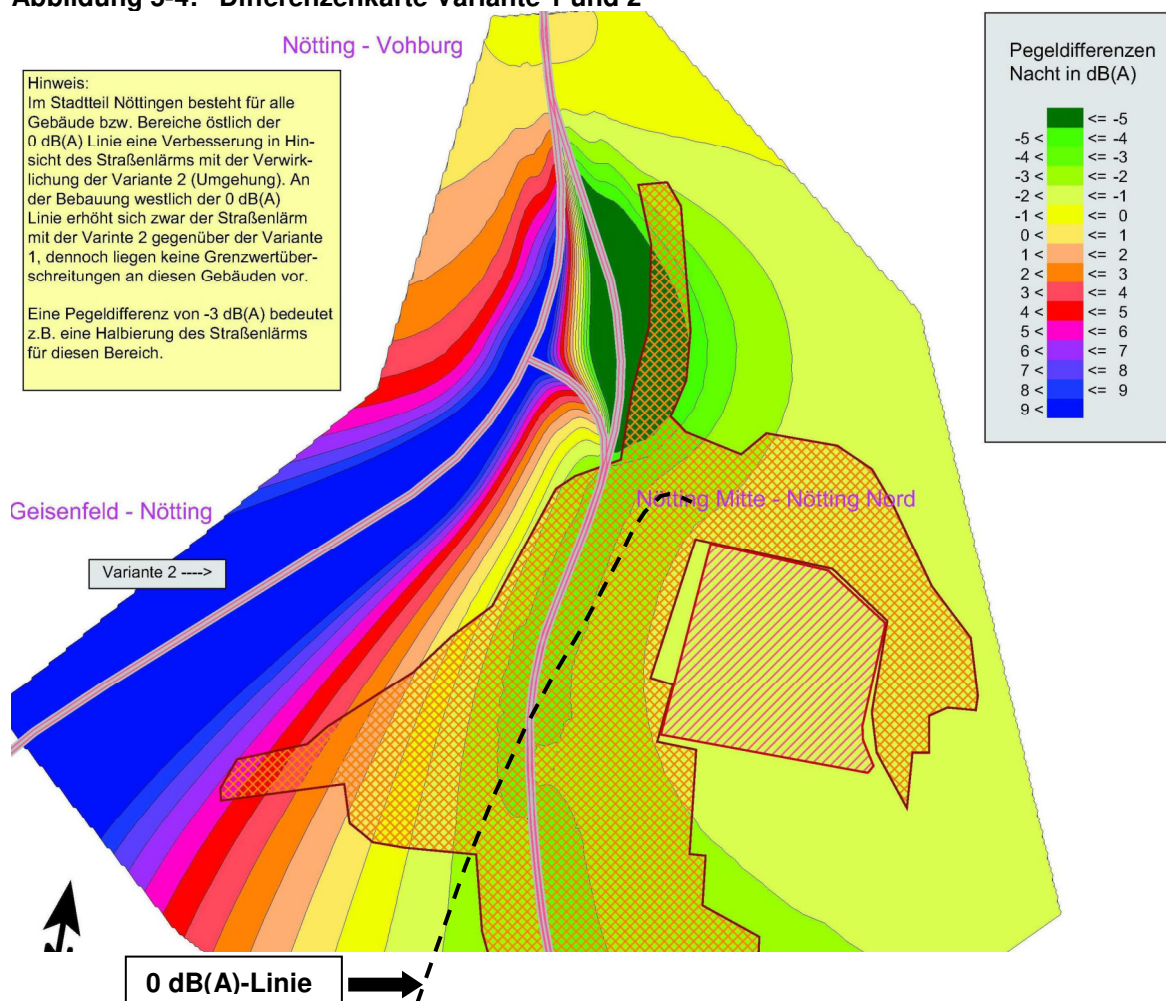 Abbildung 5-4: Differenzenkarte Variante 1 und 2
Nötting - Vohburg
Hinweis:
Im Stadtteil Nöttingen besteht für alle
Gebäude bzw. Bereiche östlich der
0 dB(A) Linie eine Verbesserung in Hin-
sicht des Straßenlärms mit der Verwirk-
lichung der Variante 2 (Umgehung). An
der Bebauung westlich der 0 dB(A)
Linie erhöht sich zwar der Straßenlärm
mit der Varinte 2 gegenüber der Variante
1, dennoch liegen keine Grenzwertüber-
schreitungen an diesen Gebäuden vor.
Eine Pegeldifferenz von -3 dB(A) bedeutet
z.B. eine Halbierung des Straßenlärms
für diesen Bereich.
Pegeldifferenzen
Nacht in dB(A)
<= -5
-5 < <= -4
-4 < <= -3
-3 < <= -2
-2 < <= -1
-1 < <= 0
0 < <= 1
1 < <= 2
2 < <= 3
3 < <= 4
4 < <= 5
5 < <= 6
6 < <= 7
7 < <= 8
8 < <= 9
9 <
Geisenfeld - Nötting
Nötting Mitte - Nötting Nord
Variante 2 ---->
0 dB(A)-Linie